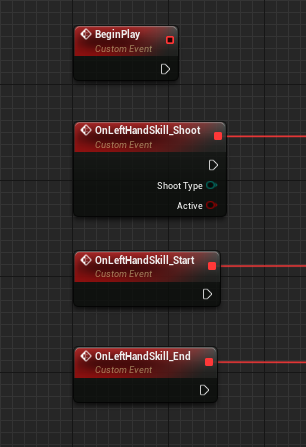 BeginPlay
Custom Event
OnLeftHandSkill_Shoot
Custom Event
Shoot Type
Active
OnLeftHandSkill_Start
Custom Event
OnLeftHandSkill_End
Custom Event